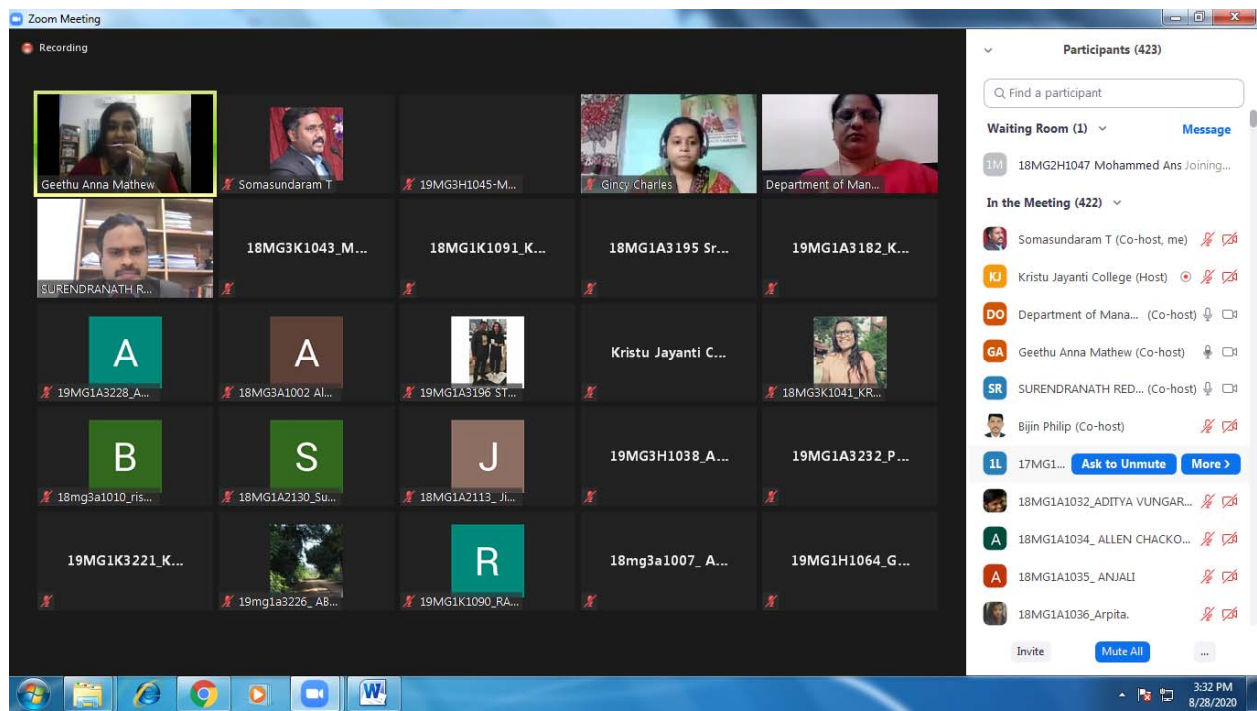 Zoom Meeting
Recording
Geethu Anna Mathew
Somasundaram T
19MG3H1045-M...
Gincy Charles
Department of Man...
SURENDRANATH R...
18MG3K1043_M...
18MG1K1091_K...
18MG1A3195 Sr...
19MG1A3182_K...
A
19MG1A3228_A...
A
18MG3A1002 Al...
19MG1A3196 ST...
Kristu Jayanti C...
18MG3K1041_KR...
B
18mg3a1010_ris...
S
18MG1A2130_Su...
J
18MG1A2113_ Ji...
19MG3H1038_A...
19MG1A3232_P...
19MG1K3221_K...
19mg1a3226_ AB...
R
19MG1K1090_RA...
18mg3a1007_ A...
19MG1H1064_G...
Participants (423)
Find a participant
Waiting Room (1)
Message
1M 18MG2H1047 Mohammed Ans Joining...
In the Meeting (422)
Somasundaram T (Co-host, me)
KJ Kristu Jayanti College (Host)
DO Department of Mana... (Co-host)
GA Geethu Anna Mathew (Co-host)
SR SURENDRANATH RED... (Co-host)
Bijin Philip (Co-host)
1L 17MG1... Ask to Unmute More >
18MG1A1032_ADITYA VUNGAR...
A 18MG1A1034_ ALLEN CHACKO...
A 18MG1A1035_ ANJALI
18MG1A1036_Arpita.
Invite
Mute All
...
W
3:32 PM
8/28/2020